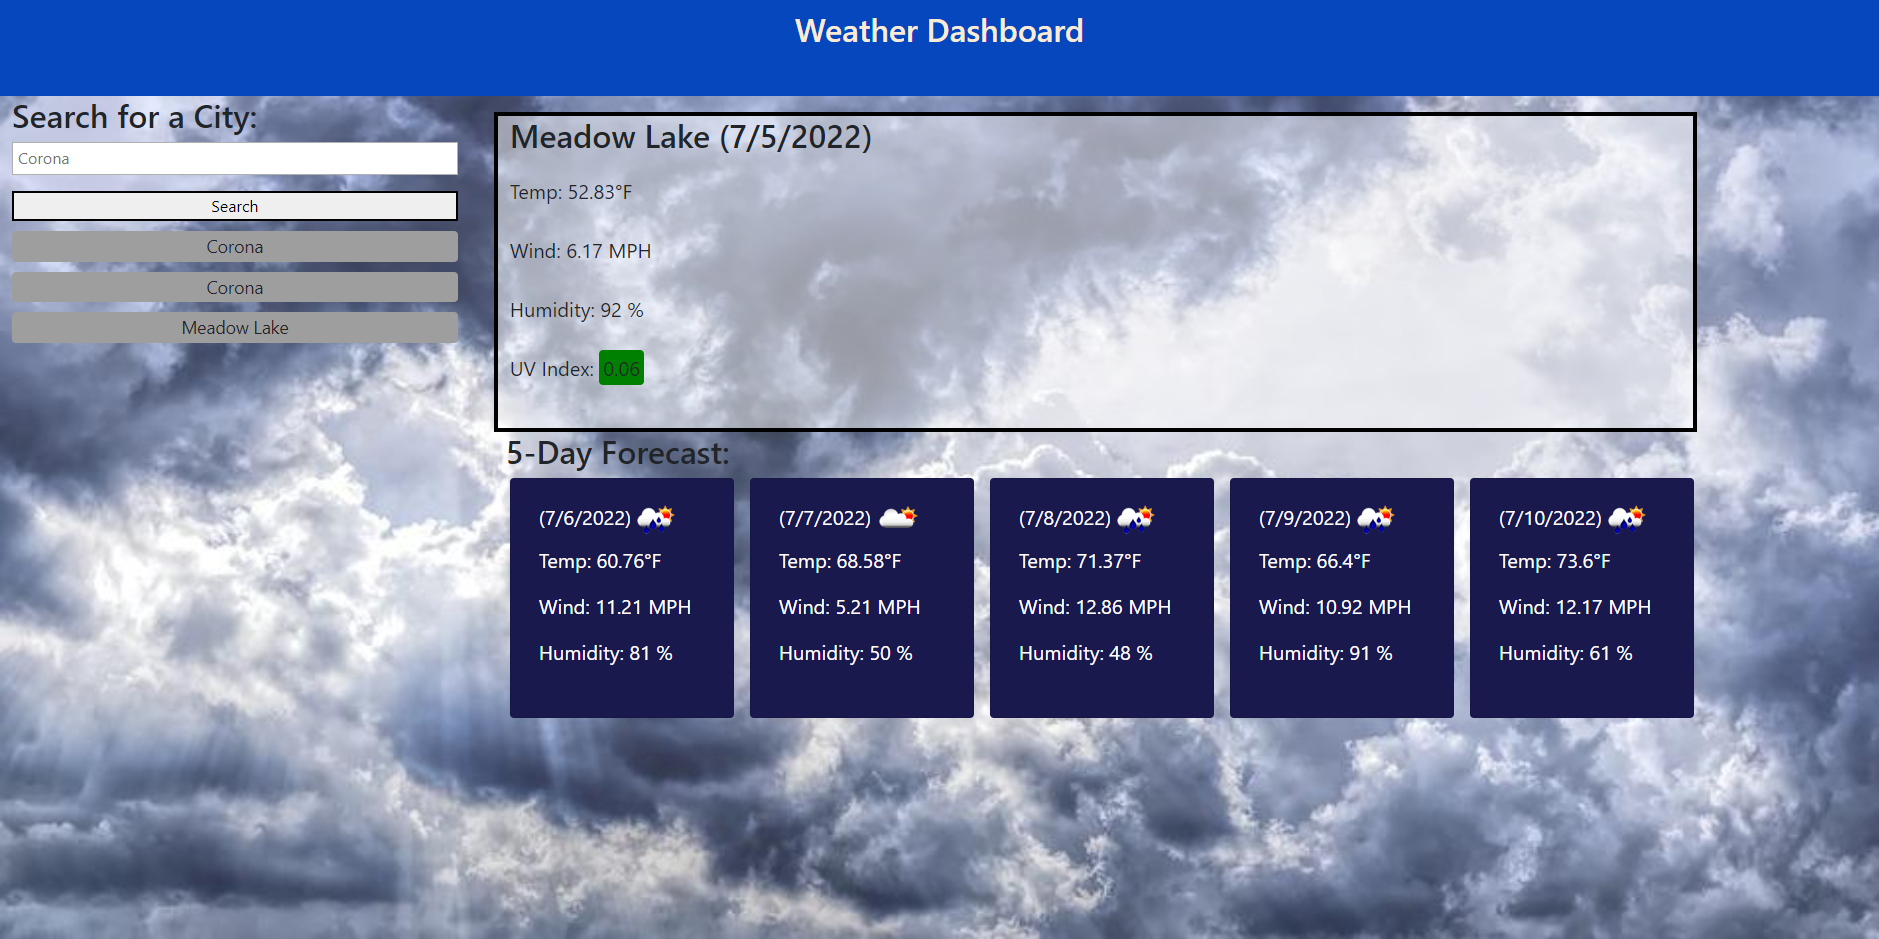 Weather Dashboard
Search for a City:
Corona
Search
Corona
Corona
Meadow Lake
Meadow Lake (7/5/2022)
Temp: 52.83°F
Wind: 6.17 MPH
Humidity: 92 %
UV Index: 0.06
5-Day Forecast:
(7/6/2022)
Temp: 60.76°F
Wind: 11.21 MPH
Humidity: 81 %
(7/7/2022)
Temp: 68.58°F
Wind: 5.21 MPH
Humidity: 50 %
(7/8/2022)
Temp: 71.37°F
Wind: 12.86 MPH
Humidity: 48 %
(7/9/2022)
Temp: 66.4°F
Wind: 10.92 MPH
Humidity: 91 %
(7/10/2022)
Temp: 73.6°F
Wind: 12.17 MPH
Humidity: 61 %